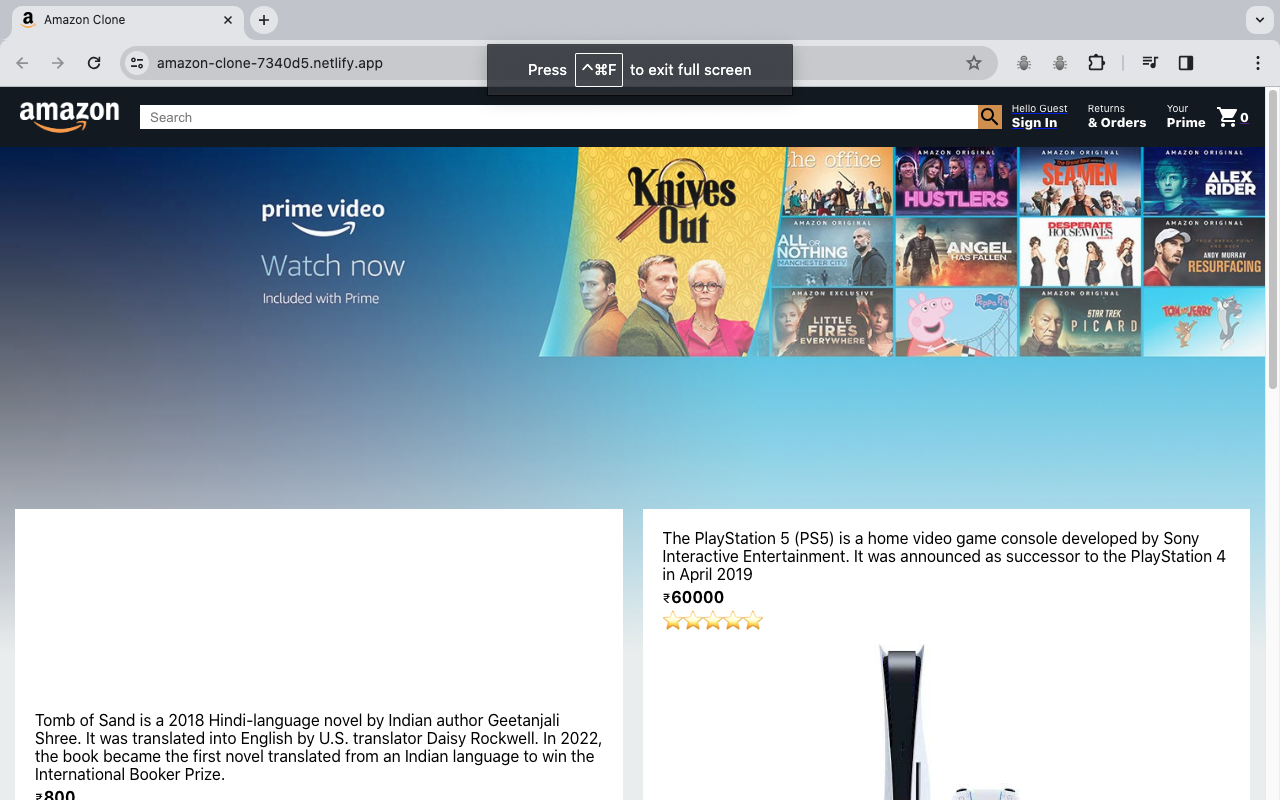 Amazon Clone
amazon-clone-7340d5.netlify.app
Press ^⌘F to exit full screen
amazon
Search
Hello Guest
Sign In
Returns
& Orders
Your
Prime
0
prime video
Watch now
Included with Prime
Knives
Out
he office
AMAZON ORIGINAL
HUSTLERS
AMAZON ORIGINAL
SEAMEN
AMAZON ORIGINAL
ALEX
RIDER
AMAZON ORIGINAL
ALL OR
NOTHING
MANCHESTER CITY
ANGEL
HAS FALLEN
DESPERATE
HOUSEWIVES
AMAZON ORIGINAL
ANDY MURRAY
RESURFACING
AMAZON EXCLUSIVE
LITTLE
FIRES
EVERYWHERE
Peppa Pig
AMAZON ORIGINAL
STAR TREK
PICARD
TOM and JERRY
The PlayStation 5 (PS5) is a home video game console developed by Sony
Interactive Entertainment. It was announced as successor to the PlayStation 4
in April 2019
₹60000
⭐⭐⭐⭐⭐
Tomb of Sand is a 2018 Hindi-language novel by Indian author Geetanjali
Shree. It was translated into English by U.S. translator Daisy Rockwell. In 2022,
the book became the first novel translated from an Indian language to win the
International Booker Prize.
₹800